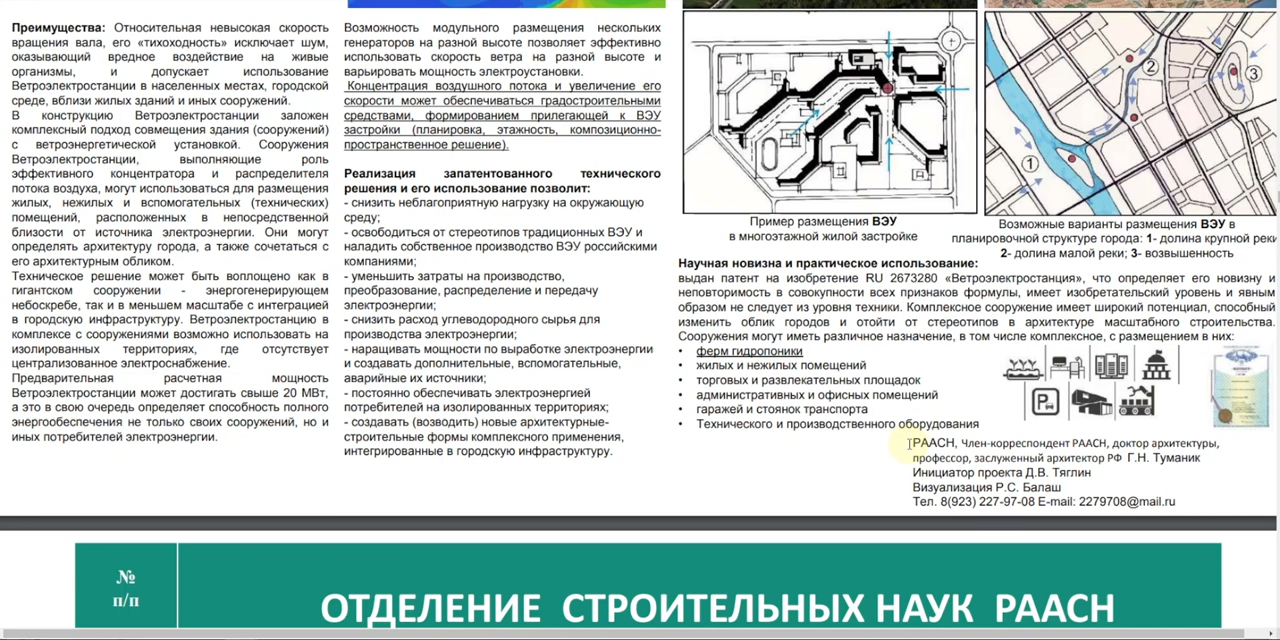 Преимущества: Относительная невысокая скорость
вращения вала, его «тихоходность» исключает шум,
оказывающий вредное воздействие на живые
организмы, и допускает использование
Ветроэлектростанции в населенных местах, городской
среде, вблизи жилых зданий и иных сооружений.
В конструкцию Ветроэлектростанции заложен
комплексный подход совмещения здания (сооружений)
с ветроэнергетической установкой. Сооружения
Ветроэлектростанции, выполняющие роль
эффективного концентратора и распределителя
потока воздуха, могут использоваться для размещения
жилых, нежилых и вспомогательных (технических)
помещений, расположенных в непосредственной
близости от источника электроэнергии. Они могут
определять архитектуру города, а также сочетаться с
его архитектурным обликом.
Техническое решение может быть воплощено как в
гигантском сооружении - энергогенерирующем
небоскребе, так и в меньшем масштабе с интеграцией
в городскую инфраструктуру. Ветроэлектростанцию в
комплексе с сооружениями возможно использовать на
изолированных территориях, где отсутствует
централизованное электроснабжение.
Предварительная расчетная мощность
Ветроэлектростанции может достигать свыше 20 МВт,
а это в свою очередь определяет способность полного
энергообеспечения не только своих сооружений, но и
иных потребителей электроэнергии.
Возможность модульного размещения нескольких
генераторов на разной высоте позволяет эффективно
использовать скорость ветра на разной высоте и
варьировать мощность электроустановки.
Концентрация воздушного потока и увеличение его
скорости может обеспечиваться градостроительными
средствами, формированием прилегающей к ВЭУ
застройки (планировка, этажность, композиционно-
пространственное решение).
Реализация запатентованного технического
решения и его использование позволит:
- снизить неблагоприятную нагрузку на окружающую
среду;
- освободиться от стереотипов традиционных ВЭУ и
наладить собственное производство ВЭУ российскими
компаниями;
- уменьшить затраты на производство,
преобразование, распределение и передачу
электроэнергии;
- снизить расход углеводородного сырья для
производства электроэнергии;
- наращивать мощности по выработке электроэнергии
и создавать дополнительные, вспомогательные,
аварийные их источники;
- постоянно обеспечивать электроэнергией
потребителей на изолированных территориях;
- создавать (возводить) новые архитектурные-
строительные формы комплексного применения,
интегрированные в городскую инфраструктуру.
Пример размещения ВЭУ
в многоэтажной жилой застройке
1
2
3
Возможные варианты размещения ВЭУ в
планировочной структуре города: 1- долина крупной реки
2- долина малой реки; 3- возвышенность
Научная новизна и практическое использование:
выдан патент на изобретение RU 2673280 «Ветроэлектростанция», что определяет его новизну и
неповторимость в совокупности всех признаков формулы, имеет изобретательский уровень и явным
образом не следует из уровня техники. Комплексное сооружение имеет широкий потенциал, способный
изменить облик городов и отойти от стереотипов в архитектуре масштабного строительства.
Сооружения могут иметь различное назначение, в том числе комплексное, с размещением в них:
• ферм гидропоники
• жилых и нежилых помещений
• торговых и развлекательных площадок
• административных и офисных помещений
• гаражей и стоянок транспорта
• Технического и производственного оборудования
P
РААСН, Член-корреспондент РААСН, доктор архитектуры,
профессор, заслуженный архитектор РФ Г.Н. Туманик
Инициатор проекта Д.В. Тяглин
Визуализация Р.С. Балаш
Тел. 8(923) 227-97-08 E-mail: 2279708@mail.ru
№
п/п
ОТДЕЛЕНИЕ СТРОИТЕЛЬНЫХ НАУК РААСН